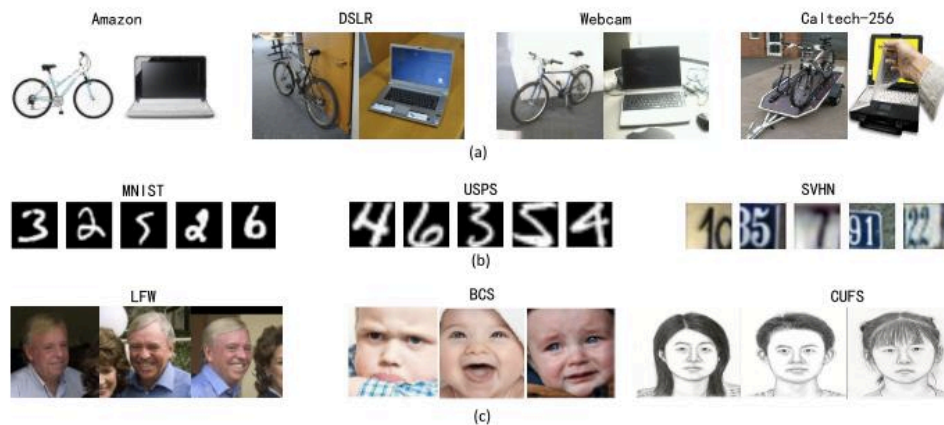 Amazon DSLR Webcam Caltech-256
(a)
MNIST USPS SVHN
3 2 5 2 6 4 6 3 5 4 10 35 7 91 22
(b)
LFW BCS CUFS
(c)